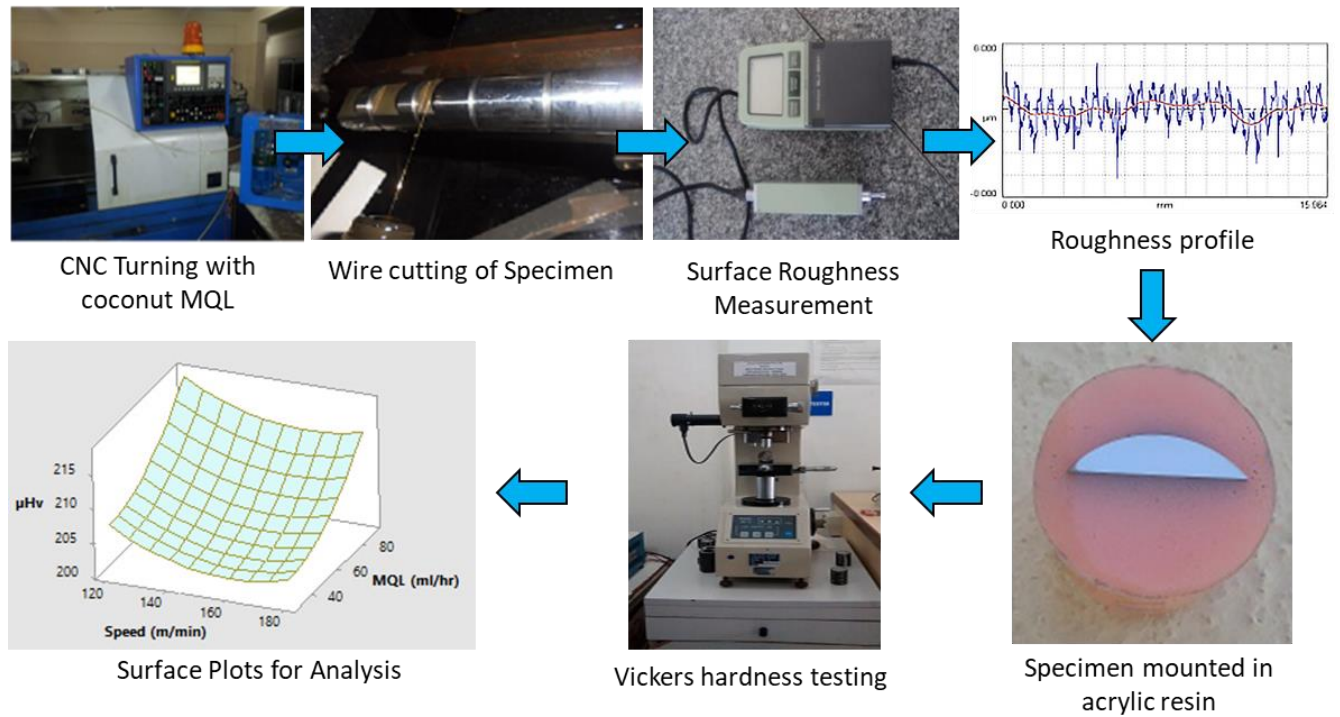 6.000
µm
-0.000
0.000
mm
15.064
CNC Turning with
coconut MQL
Wire cutting of Specimen
Surface Roughness
Measurement
Roughness profile
215
µHv
210
205
200
120
140
160
180
Speed (m/min)
80
60
MQL (ml/hr)
40
Surface Plots for Analysis
Vickers hardness testing
Specimen mounted in
acrylic resin